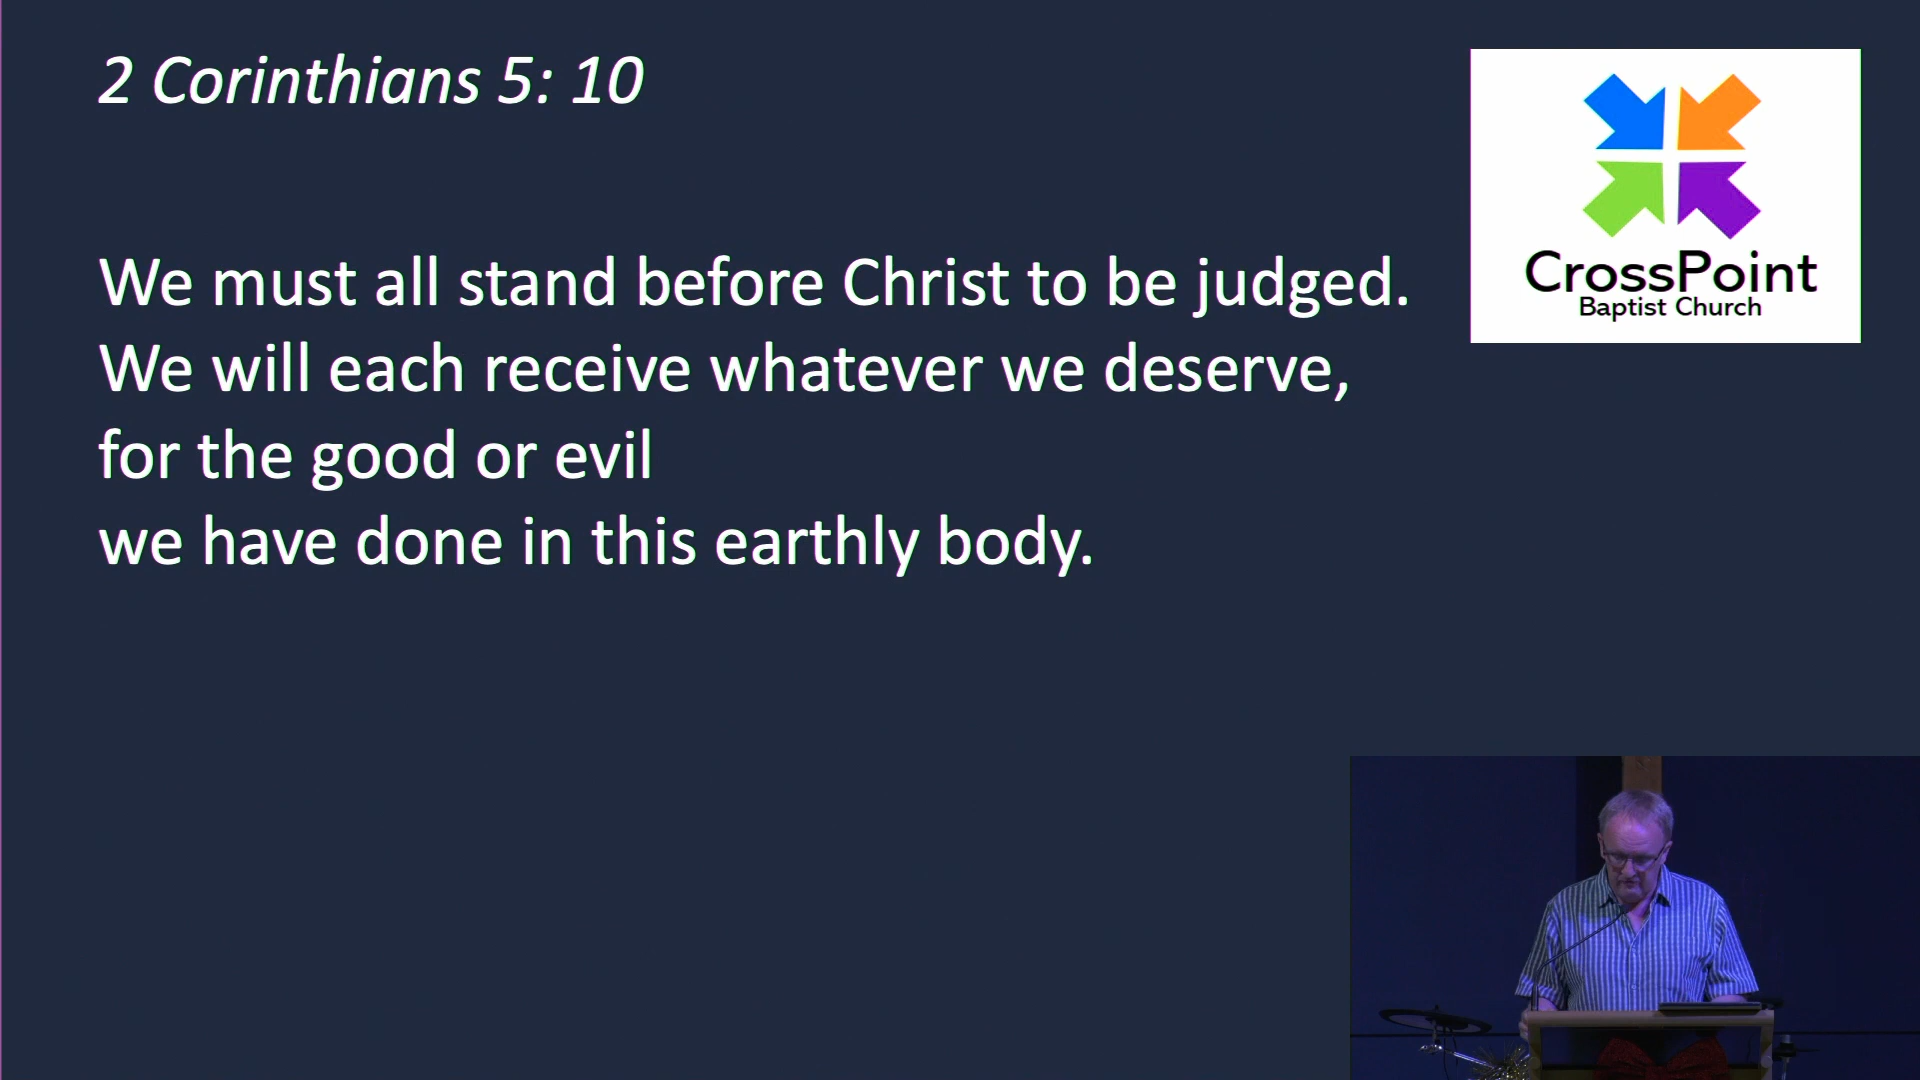 2 Corinthians 5: 10
We must all stand before Christ to be judged.
We will each receive whatever we deserve,
for the good or evil
we have done in this earthly body.
CrossPoint
Baptist Church